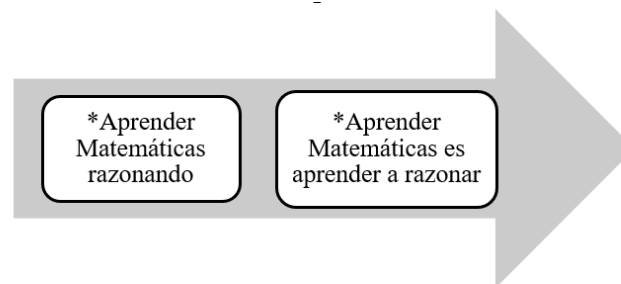 *Aprender
Matemáticas
razonando
*Aprender
Matemáticas es
aprender a razonar